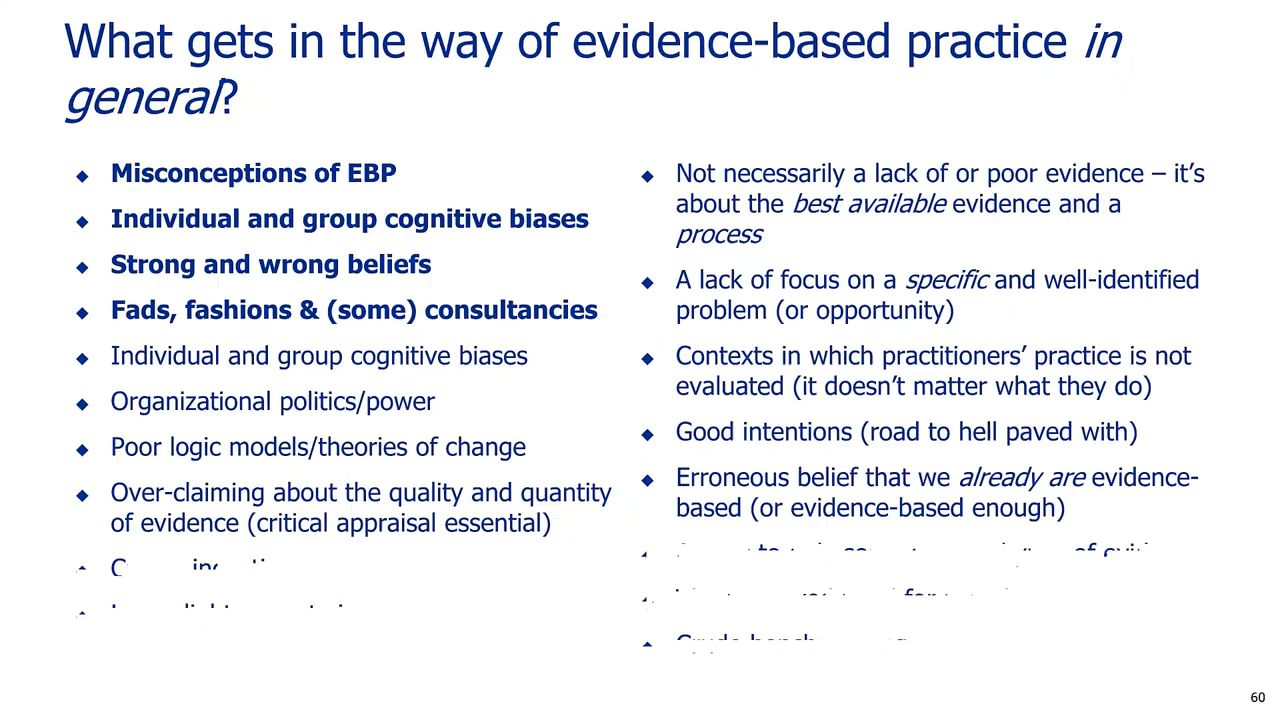 What gets in the way of evidence-based practice in
general?
Misconceptions of EBP
Individual and group cognitive biases
Strong and wrong beliefs
Fads, fashions & (some) consultancies
Individual and group cognitive biases
Organizational politics/power
Poor logic models/theories of change
Over-claiming about the quality and quantity
of evidence (critical appraisal essential)
Not necessarily a lack of or poor evidence – it’s
about the best available evidence and a
process
A lack of focus on a specific and well-identified
problem (or opportunity)
Contexts in which practitioners’ practice is not
evaluated (it doesn’t matter what they do)
Good intentions (road to hell paved with)
Erroneous belief that we already are evidence-
based (or evidence-based enough)
60